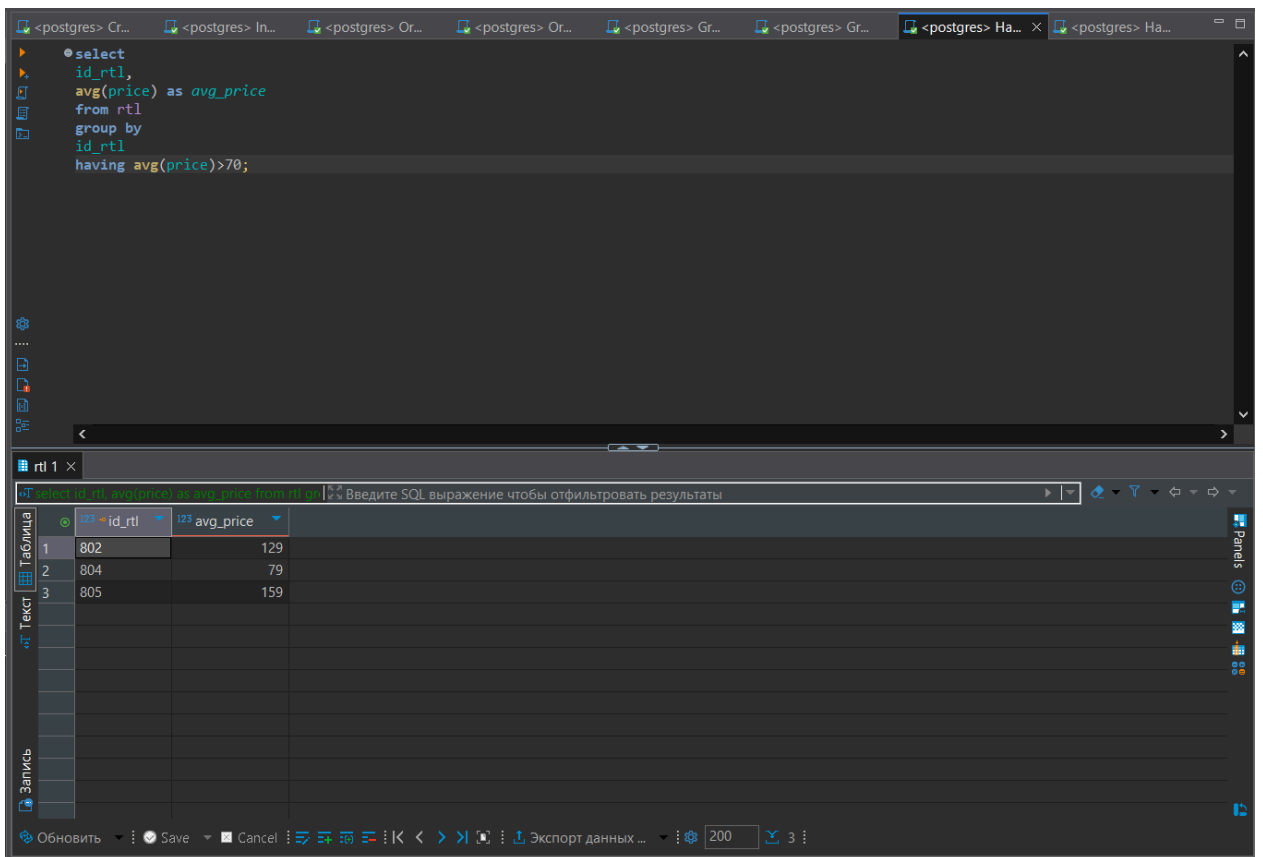 <postgres> Cr... <postgres> In... <postgres> Or... <postgres> Or... <postgres> Gr... <postgres> Gr... <postgres> Ha... <postgres> Ha...
select
id_rtl,
avg(price) as avg_price
from rtl
group by
id_rtl
having avg(price)>70;
rtl 1
select id_rtl, avg(price) as avg_price from rtl gr Введите SQL выражение чтобы отфильтровать результаты
Таблица
Текст
Запись
123 id_rtl 123 avg_price
1 802 129
2 804 79
3 805 159
Panels
Обновить Save Cancel Экспорт данных ... 200 3